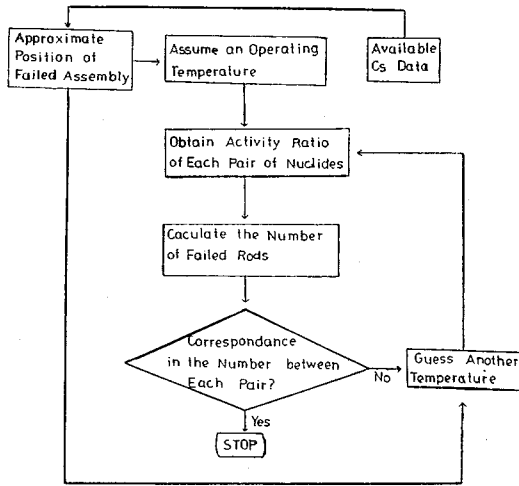 Approximate
Position of
Failed Assembly
Assume an Operating
Temperature
Available
Cs Data
Obtain Activity Ratio
of Each Pair of Nuclides
Caculate the Number
of Failed Rods
Correspondance
in the Number between
Each Pair?
No
Guess Another
Temperature
Yes
STOP